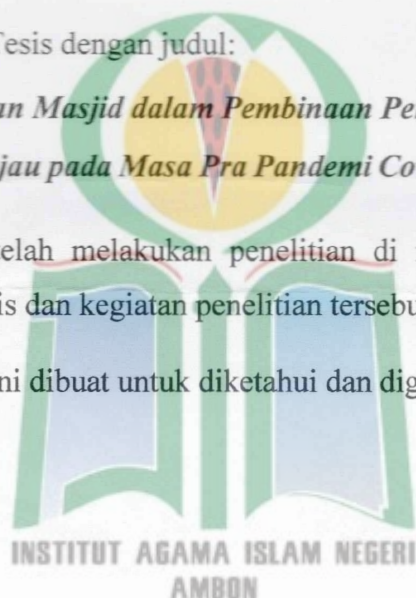 Tesis dengan judul:
an Masjid dalam Pembinaan Pe
jau pada Masa Pra Pandemi Co
elah melakukan penelitian di
is dan kegiatan penelitian tersebu
ni dibuat untuk diketahui dan dig
INSTITUT AGAMA ISLAM NEGERI
AMBON